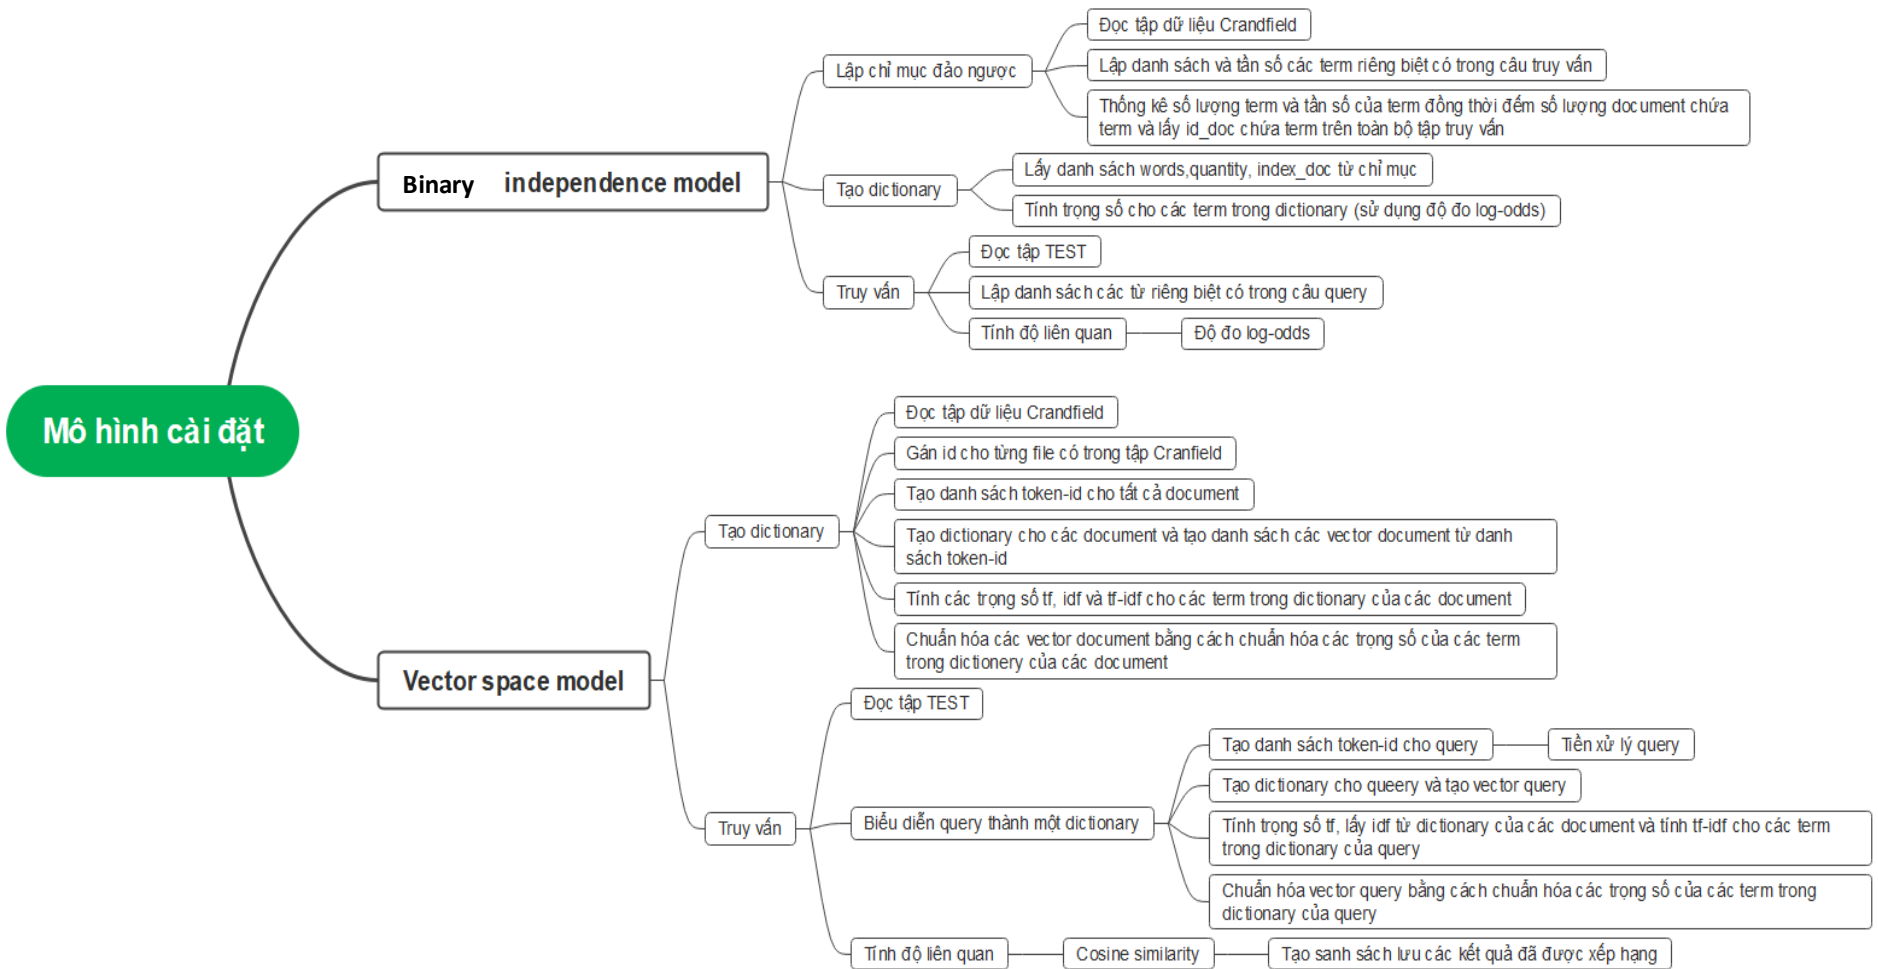 Mô hình cài đặt
Binary independence model
Lập chỉ mục đảo ngược
Đọc tập dữ liệu Crandfield
Lập danh sách và tần số các term riêng biệt có trong câu truy vấn
Thống kê số lượng term và tần số của term đồng thời đếm số lượng document chứa
term và lấy id_doc chứa term trên toàn bộ tập truy vấn
Tạo dictionary
Lấy danh sách words,quantity, index_doc từ chỉ mục
Tính trọng số cho các term trong dictionary (sử dụng độ đo log-odds)
Truy vấn
Đọc tập TEST
Lập danh sách các từ riêng biệt có trong câu query
Tính độ liên quan
Độ đo log-odds
Vector space model
Tạo dictionary
Đọc tập dữ liệu Crandfield
Gán id cho từng file có trong tập Cranfield
Tạo danh sách token-id cho tất cả document
Tạo dictionary cho các document và tạo danh sách các vector document từ danh
sách token-id
Tính các trọng số tf, idf và tf-idf cho các term trong dictionary của các document
Chuẩn hóa các vector document bằng cách chuẩn hóa các trọng số của các term
trong dictionery của các document
Truy vấn
Đọc tập TEST
Biểu diễn query thành một dictionary
Tạo danh sách token-id cho query
Tiền xử lý query
Tạo dictionary cho queery và tạo vector query
Tính trọng số tf, lấy idf từ dictionary của các document và tính tf-idf cho các term
trong dictionary của query
Chuẩn hóa vector query bằng cách chuẩn hóa các trọng số của các term trong
dictionary của query
Tính độ liên quan
Cosine similarity
Tạo sanh sách lưu các kết quả đã được xếp hạng